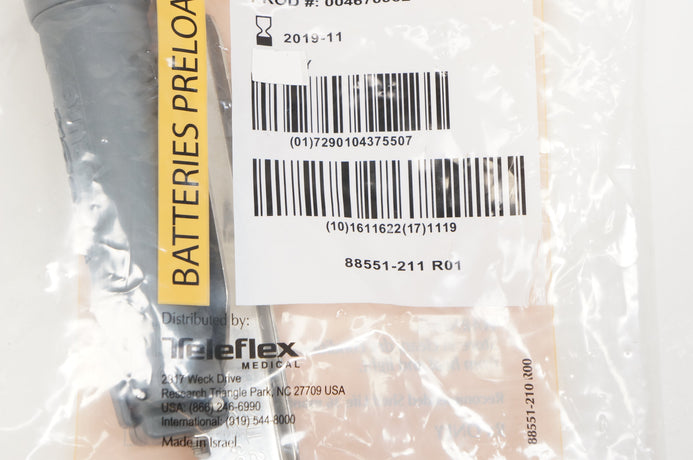 PROD #:
2019-11
(01)7290104375507
(10)1611622(17)1119
88551-211 R01
BATTERIES PRELOA
Distributed by:
Teleflex
MEDICAL
2917 Weck Drive
Research Triangle Park, NC 27709 USA
USA: (866) 246-6990
International: (919) 544-8000
Made in Israel
88551-210 R00